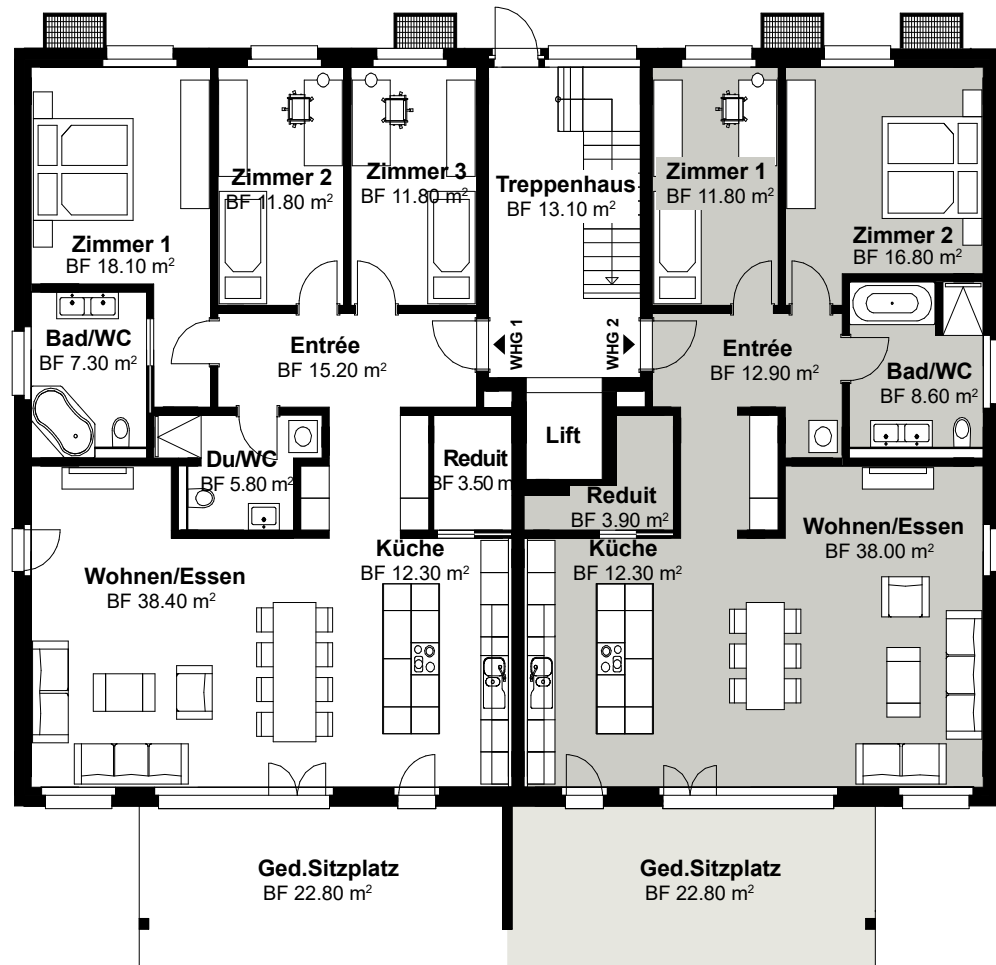 Zimmer 1
BF 18.10 m²
Zimmer 2
BF 11.80 m²
Zimmer 3
BF 11.80 m²
Treppenhaus
BF 13.10 m²
Zimmer 1
BF 11.80 m²
Zimmer 2
BF 16.80 m²
Bad/WC
BF 7.30 m²
Entrée
BF 15.20 m²
WHG 1
WHG 2
Entrée
BF 12.90 m²
Bad/WC
BF 8.60 m²
Du/WC
BF 5.80 m²
Reduit
BF 3.50 m
Lift
Reduit
BF 3.90 m²
Wohnen/Essen
BF 38.40 m²
Küche
BF 12.30 m²
Küche
BF 12.30 m²
Wohnen/Essen
BF 38.00 m²
Ged.Sitzplatz
BF 22.80 m²
Ged.Sitzplatz
BF 22.80 m²